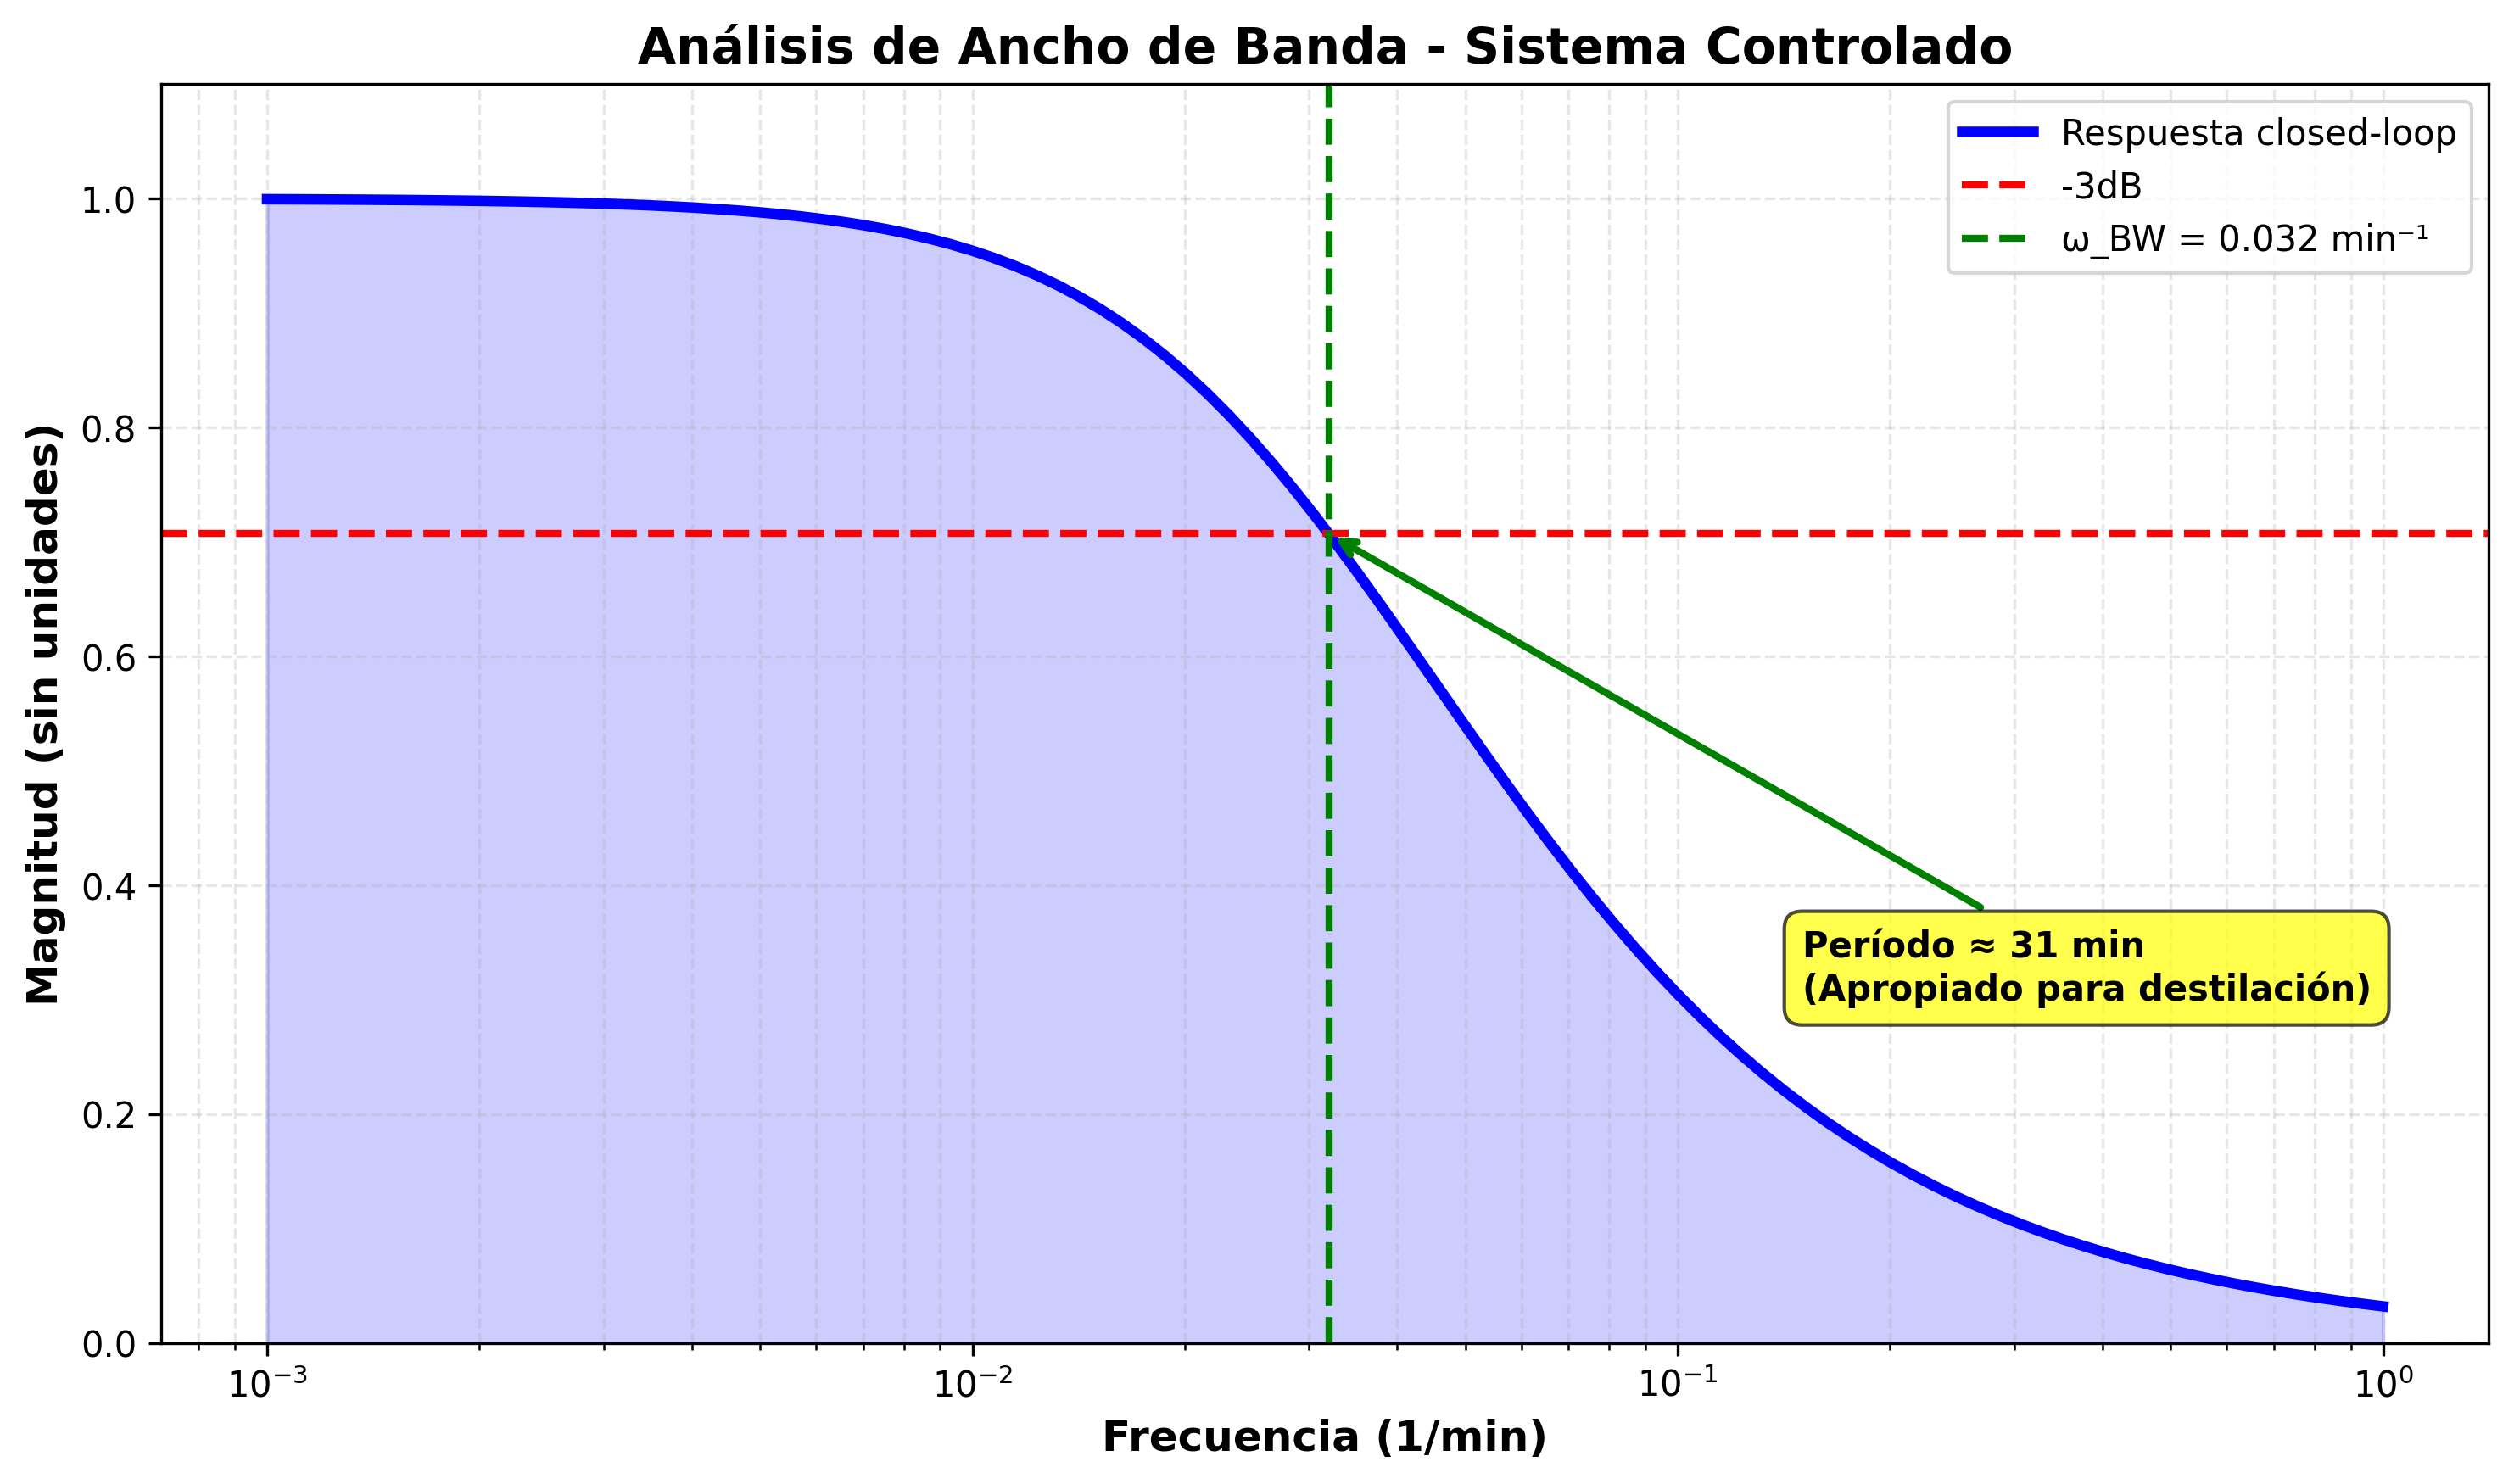 Análisis de Ancho de Banda - Sistema Controlado
Respuesta closed-loop
-3dB
ω_BW = 0.032 min⁻¹
Magnitud (sin unidades)
1.0
0.8
0.6
0.4
0.2
0.0
Período ≈ 31 min
(Apropiado para destilación)
10⁻³
10⁻²
10⁻¹
10⁰
Frecuencia (1/min)